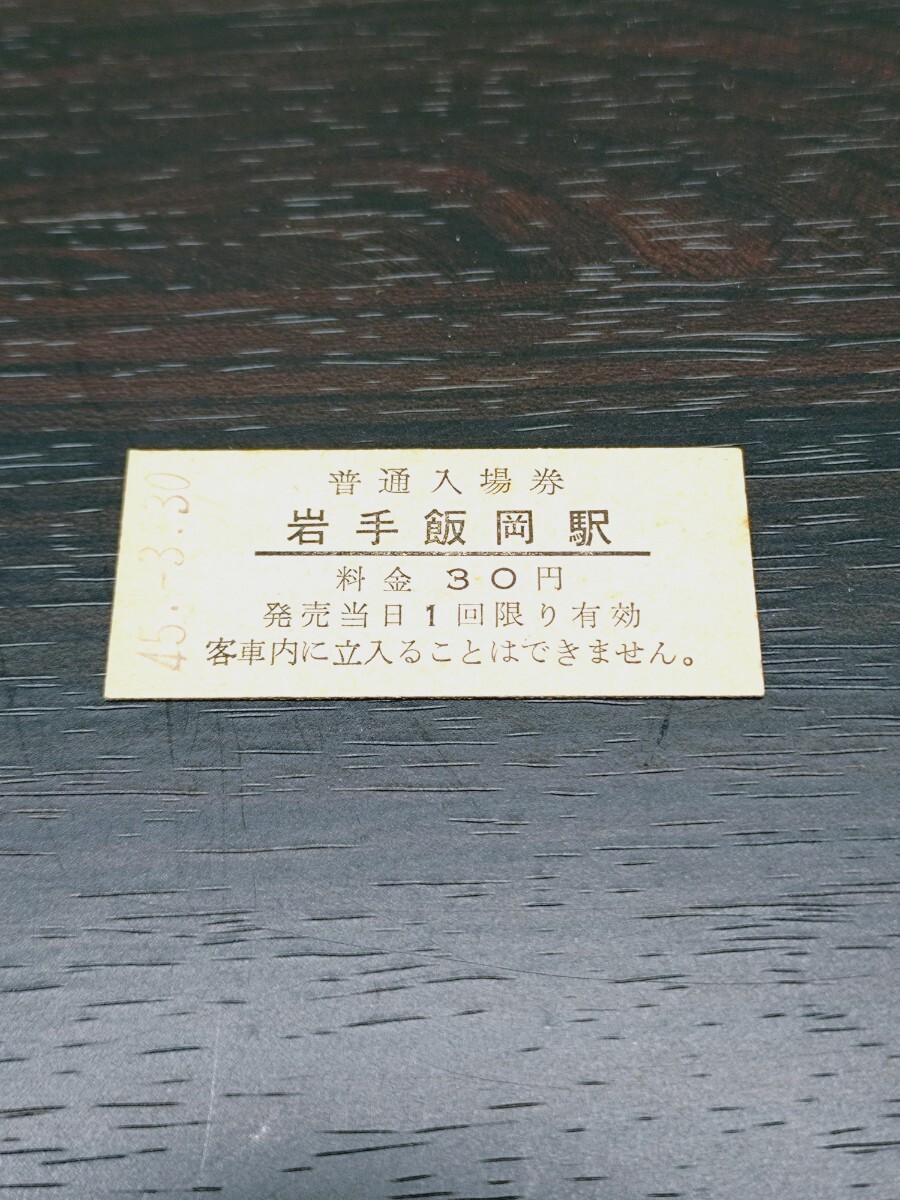 普通入場券
岩手飯岡駅
料金 30円
発売当日1回限り有効
客車内に立入ることはできません。
45.-3.30